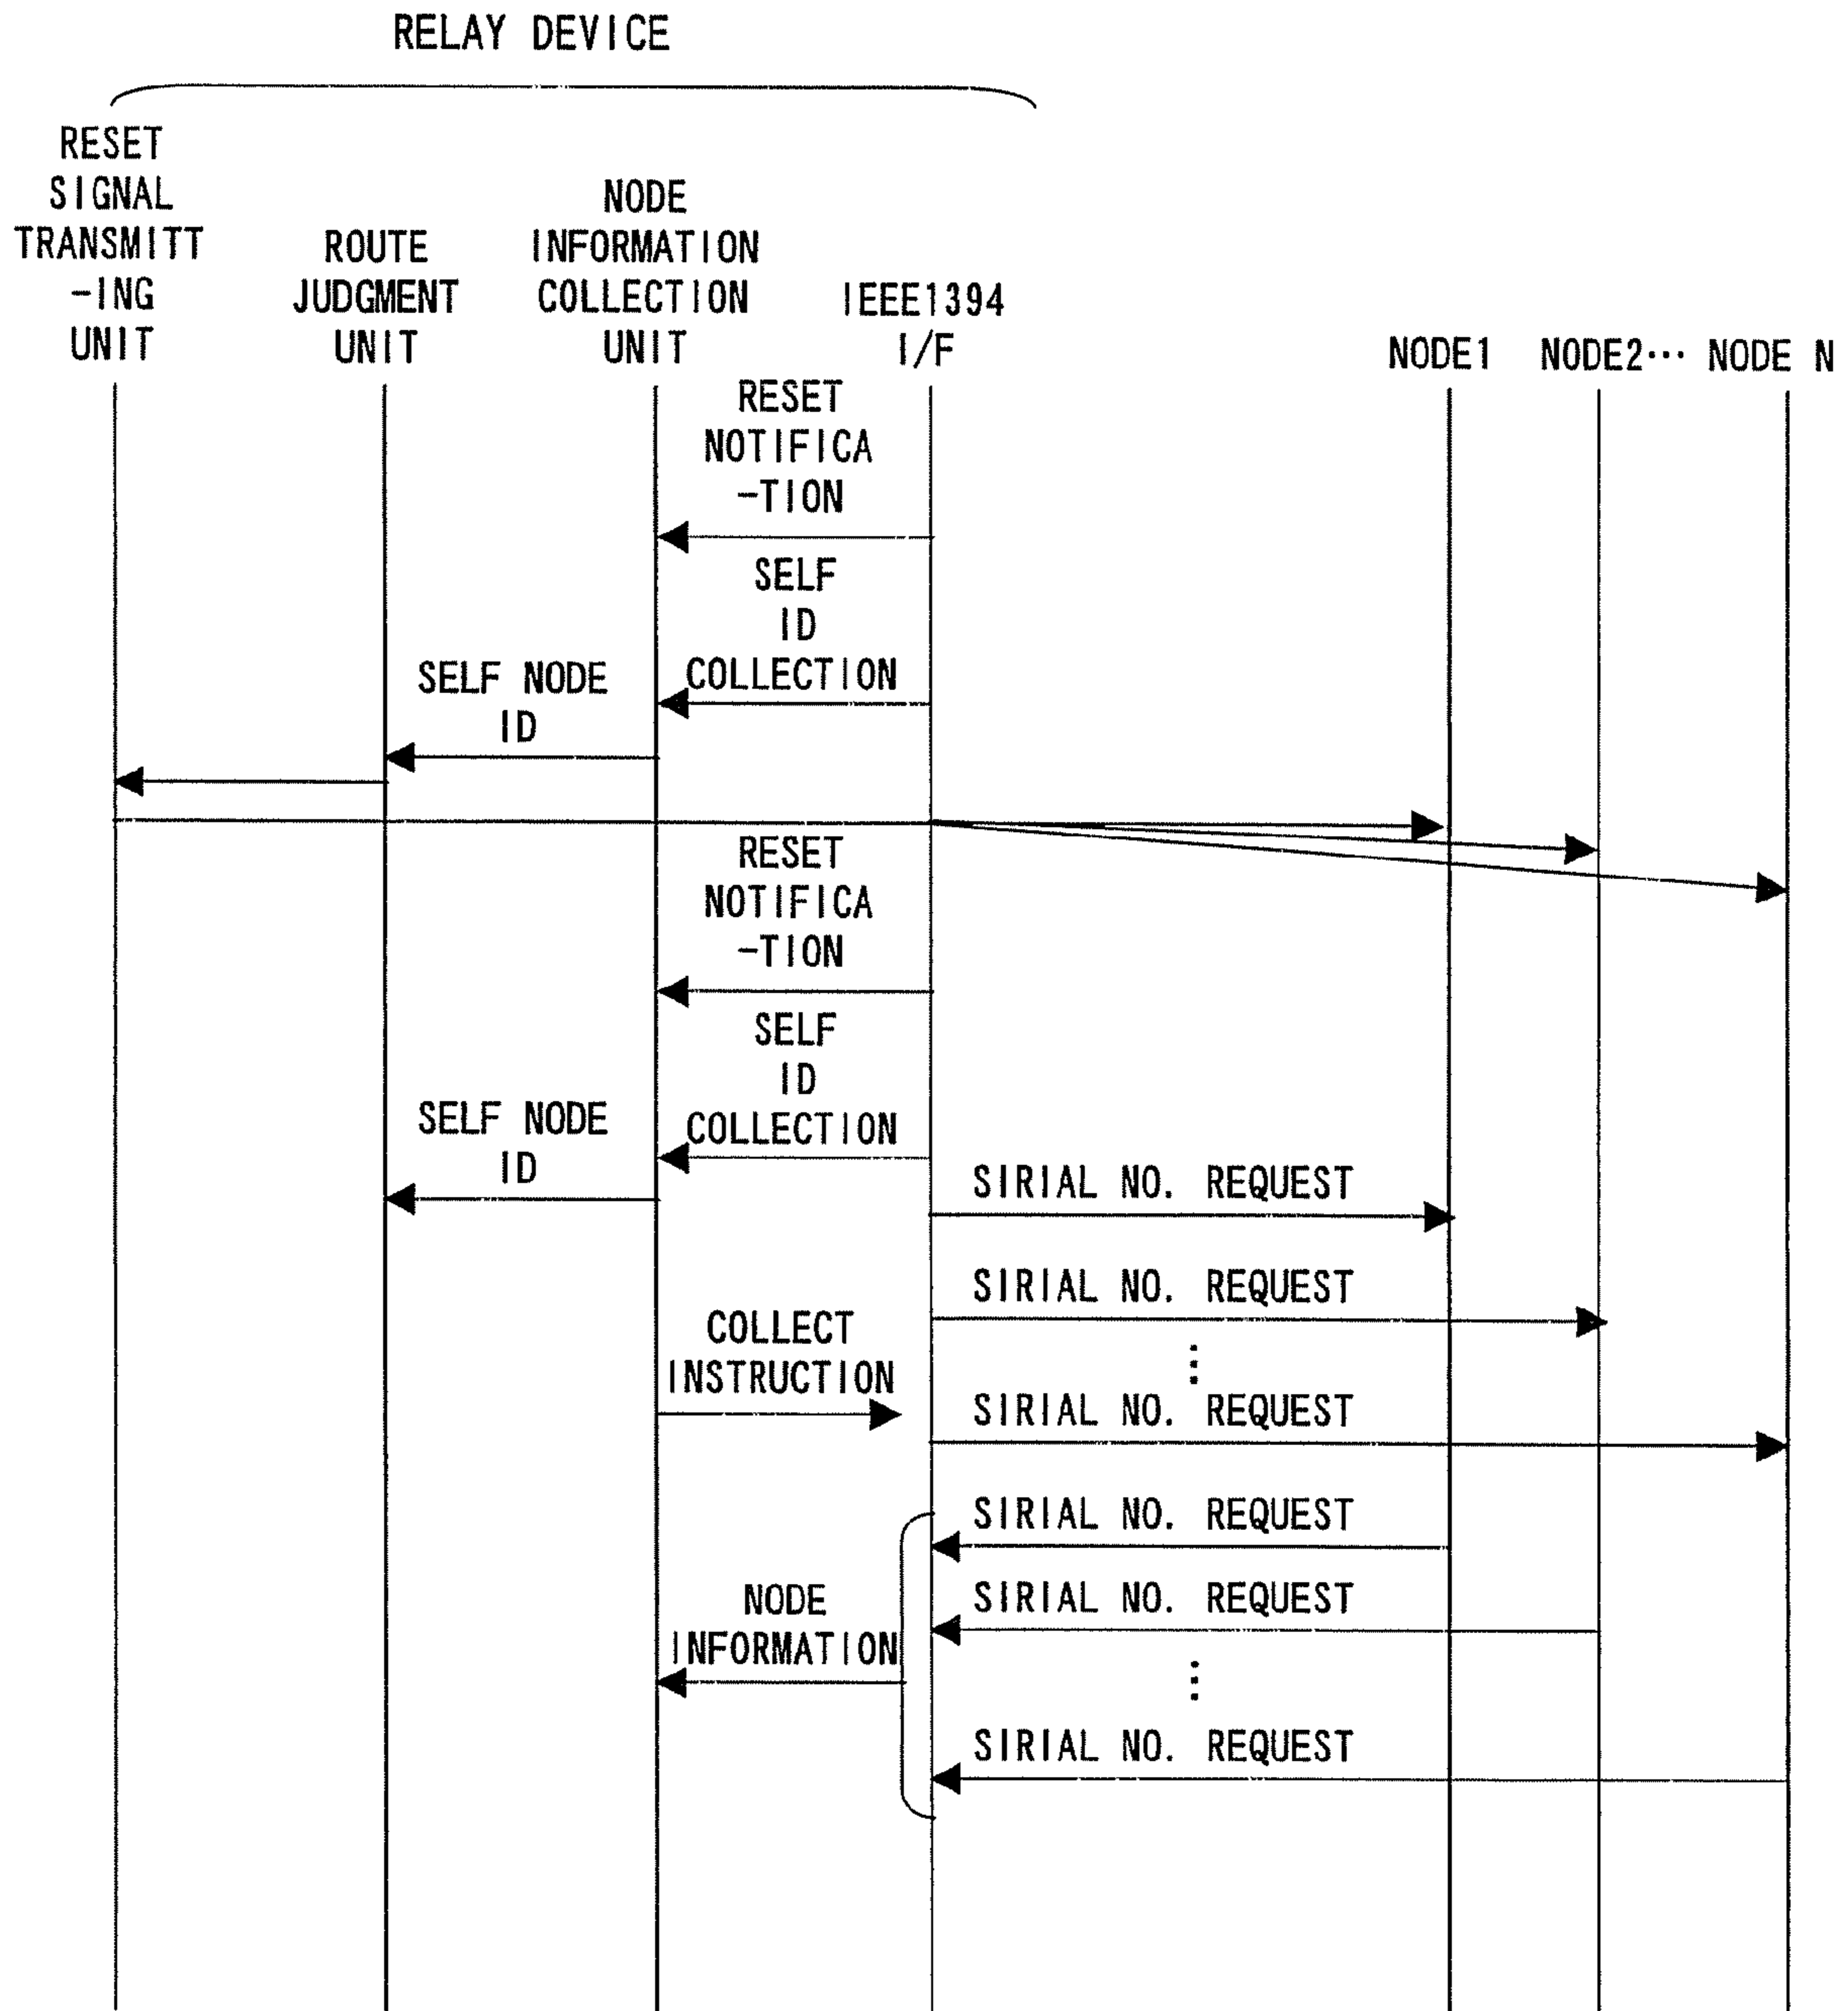 RELAY DEVICE
RESET
SIGNAL
TRANSMITT
-ING
UNIT
ROUTE
JUDGMENT
UNIT
NODE
INFORMATION
COLLECTION
UNIT
IEEE1394
I/F
NODE1
NODE2… NODE N
RESET
NOTIFICA
-TION
SELF
ID
COLLECTION
SELF NODE
ID
RESET
NOTIFICA
-TION
SELF
ID
COLLECTION
SELF NODE
ID
SIRIAL NO. REQUEST
SIRIAL NO. REQUEST
COLLECT
INSTRUCTION
⋮
SIRIAL NO. REQUEST
SIRIAL NO. REQUEST
SIRIAL NO. REQUEST
NODE
INFORMATION
⋮
SIRIAL NO. REQUEST